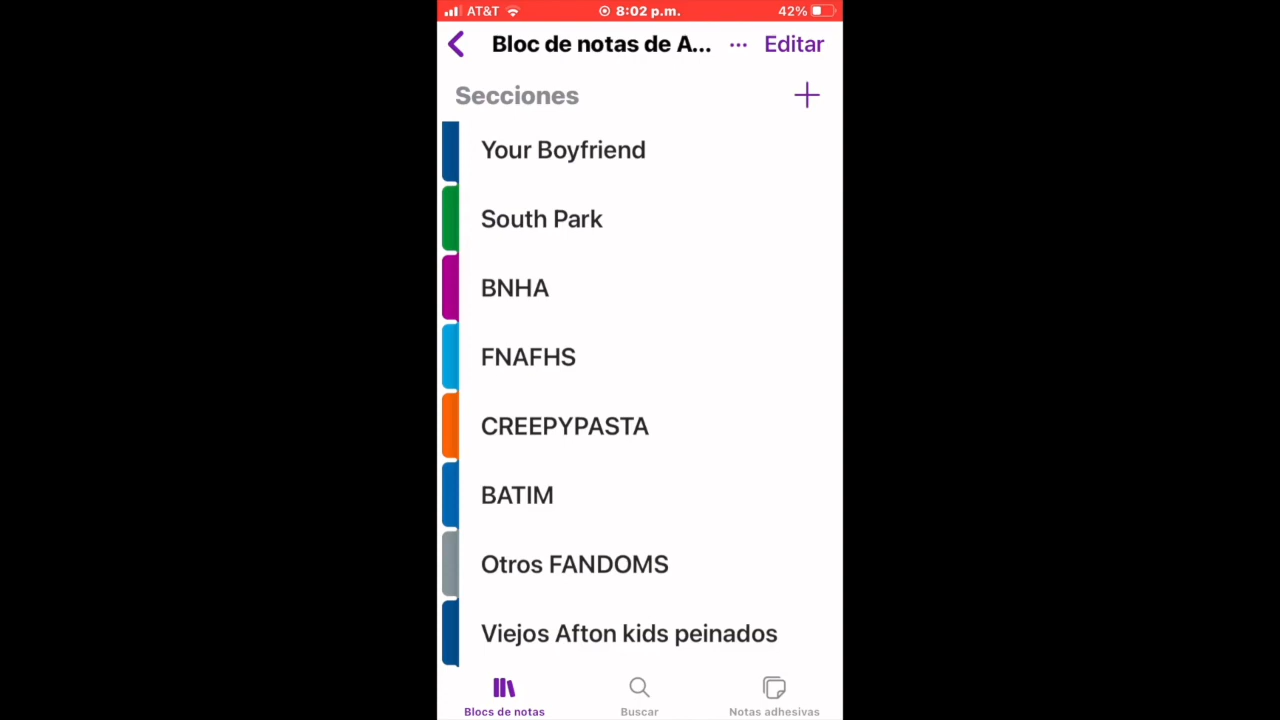 AT&T 8:02 p.m. 42%
Bloc de notas de A... ... Editar
Secciones
Your Boyfriend
South Park
BNHA
FNAFHS
CREEPYPASTA
BATIM
Otros FANDOMS
Viejos Afton kids peinados
Blocs de notas Buscar Notas adhesivas